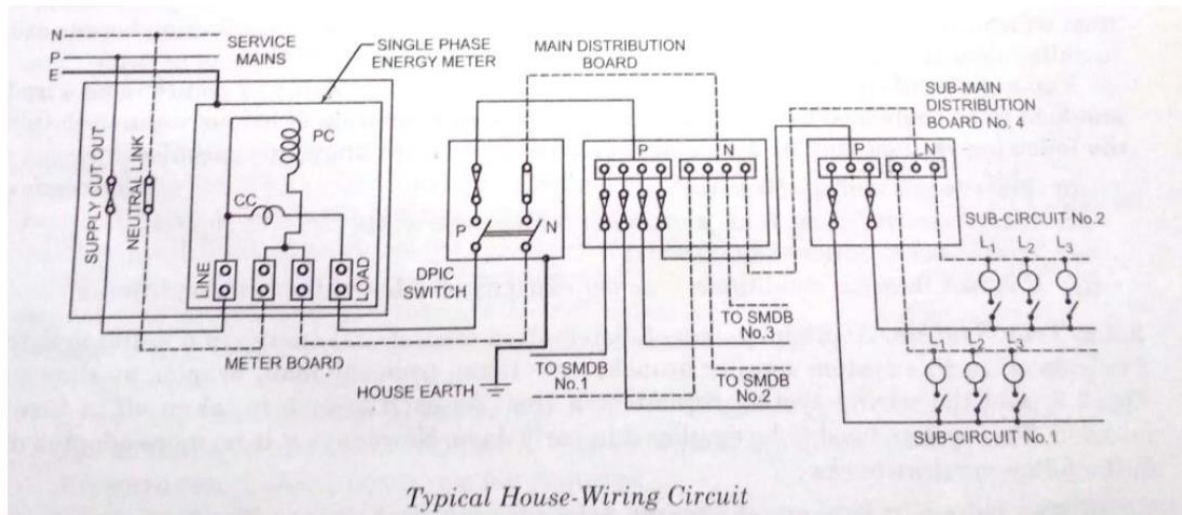 N
P
E
SERVICE
MAINS
SINGLE PHASE
ENERGY METER
MAIN DISTRIBUTION
BOARD
SUB-MAIN
DISTRIBUTION
BOARD No. 4
SUPPLY CUT OUT
NEUTRAL LINK
PC
CC
LINE
LOAD
METER BOARD
P
N
DPIC
SWITCH
HOUSE EARTH
P
N
P
N
SUB-CIRCUIT No.2
L1
L2
L3
TO SMDB
No.3
TO SMDB
No.1
TO SMDB
No.2
SUB-CIRCUIT No.1
Typical House-Wiring Circuit